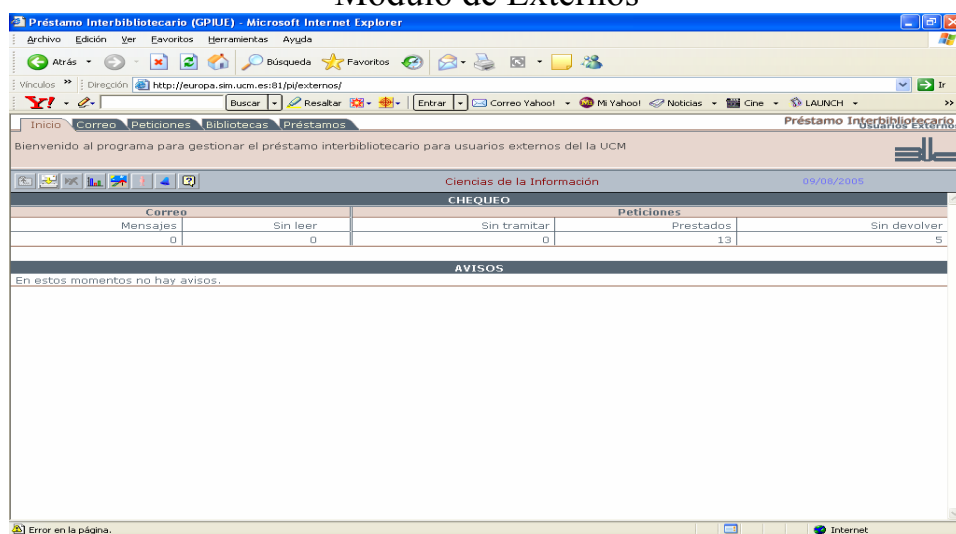 Módulo de Externos
Préstamo Interbibliotecario (GPIUE) - Microsoft Internet Explorer
Archivo Edición Ver Favoritos Herramientas Ayuda
Atrás Búsqueda Favoritos
Vínculos » Dirección http://europa.sim.ucm.es:81/pi/externos/ Ir
Y! Buscar Resaltar Entrar Correo Yahoo! Mi Yahoo! Noticias Cine LAUNCH »
Inicio Correo Peticiones Bibliotecas Préstamos Préstamo Interbibliotecario
Usuarios Externos
Bienvenido al programa para gestionar el préstamo interbibliotecario para usuarios externos del la UCM
Ciencias de la Información 09/08/2005
CHEQUEO
Correo Peticiones
Mensajes Sin leer Sin tramitar Prestados Sin devolver
0 0 0 13 5
AVISOS
En estos momentos no hay avisos.
Error en la página. Internet